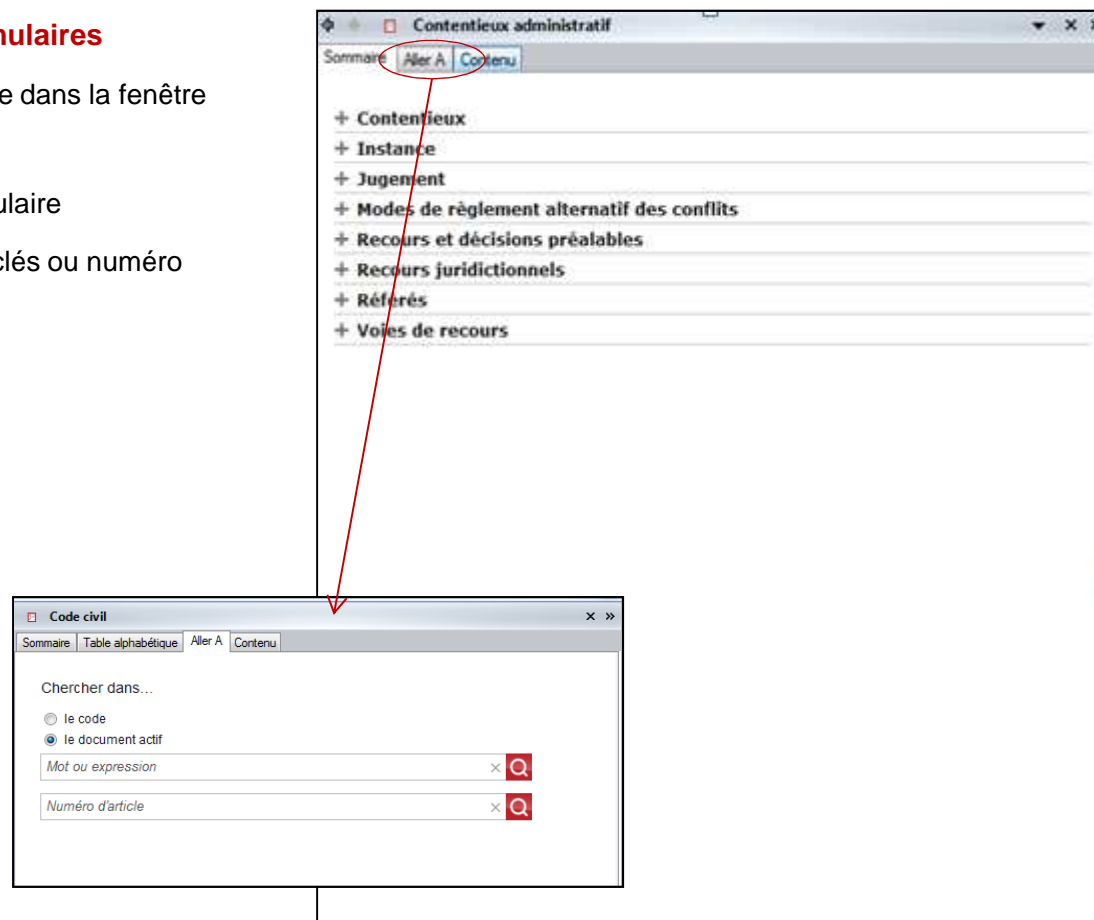 nulaires
e dans la fenêtre
ulaire
clés ou numéro
Contentieux administratif
Sommaire Aller A Contenu
+ Contentieux
+ Instance
+ Jugement
+ Modes de règlement alternatif des conflits
+ Recours et décisions préalables
+ Recours juridictionnels
+ Référés
+ Voies de recours
Code civil
Sommaire Table alphabétique Aller A Contenu
Chercher dans...
le code
le document actif
Mot ou expression
Numéro d'article